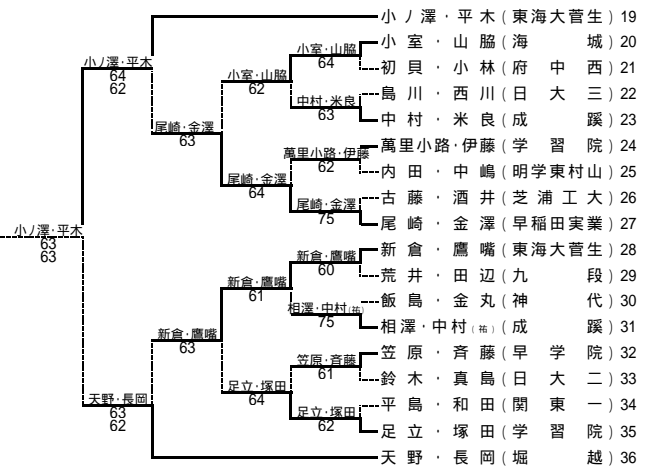 小ノ澤・平木(東海大菅生) 19
小室・山脇(海城) 20
初貝・小林(府中西) 21
島川・西川(日大三) 22
中村・米良(成蹊) 23
萬里小路・伊藤(学習院) 24
内田・中嶋(明学東村山) 25
古藤・酒井(芝浦工大) 26
尾崎・金澤(早稲田実業) 27
新倉・鷹嘴(東海大菅生) 28
荒井・田辺(九段) 29
飯島・金丸(神代) 30
相澤・中村(祐)(成蹊) 31
笠原・斉藤(早学院) 32
鈴木・真島(日大二) 33
平島・和田(関東一) 34
足立・塚田(学習院) 35
天野・長岡(堀越) 36
小室・山脇
64
中村・米良
63
萬里小路・伊藤
62
尾崎・金澤
75
新倉・鷹嘴
60
相澤・中村(祐)
75
笠原・斉藤
61
足立・塚田
62
小室・山脇
62
尾崎・金澤
64
新倉・鷹嘴
61
足立・塚田
64
尾崎・金澤
63
新倉・鷹嘴
63
小ノ澤・平木
64
62
天野・長岡
63
62
小ノ澤・平木
63
63